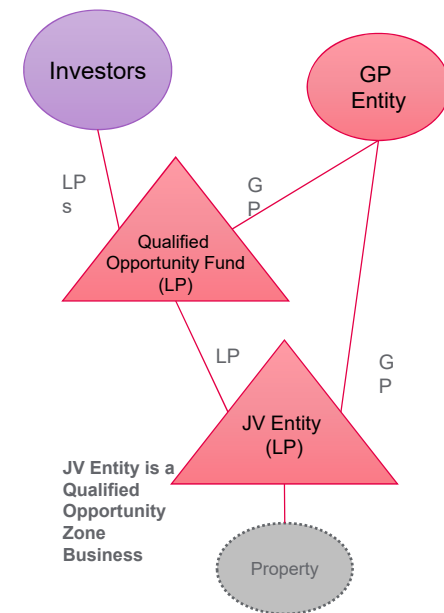 Investors
GP
Entity
LP
s
G
P
Qualified
Opportunity Fund
(LP)
LP
G
P
JV Entity
(LP)
JV Entity is a
Qualified
Opportunity
Zone
Business
Property